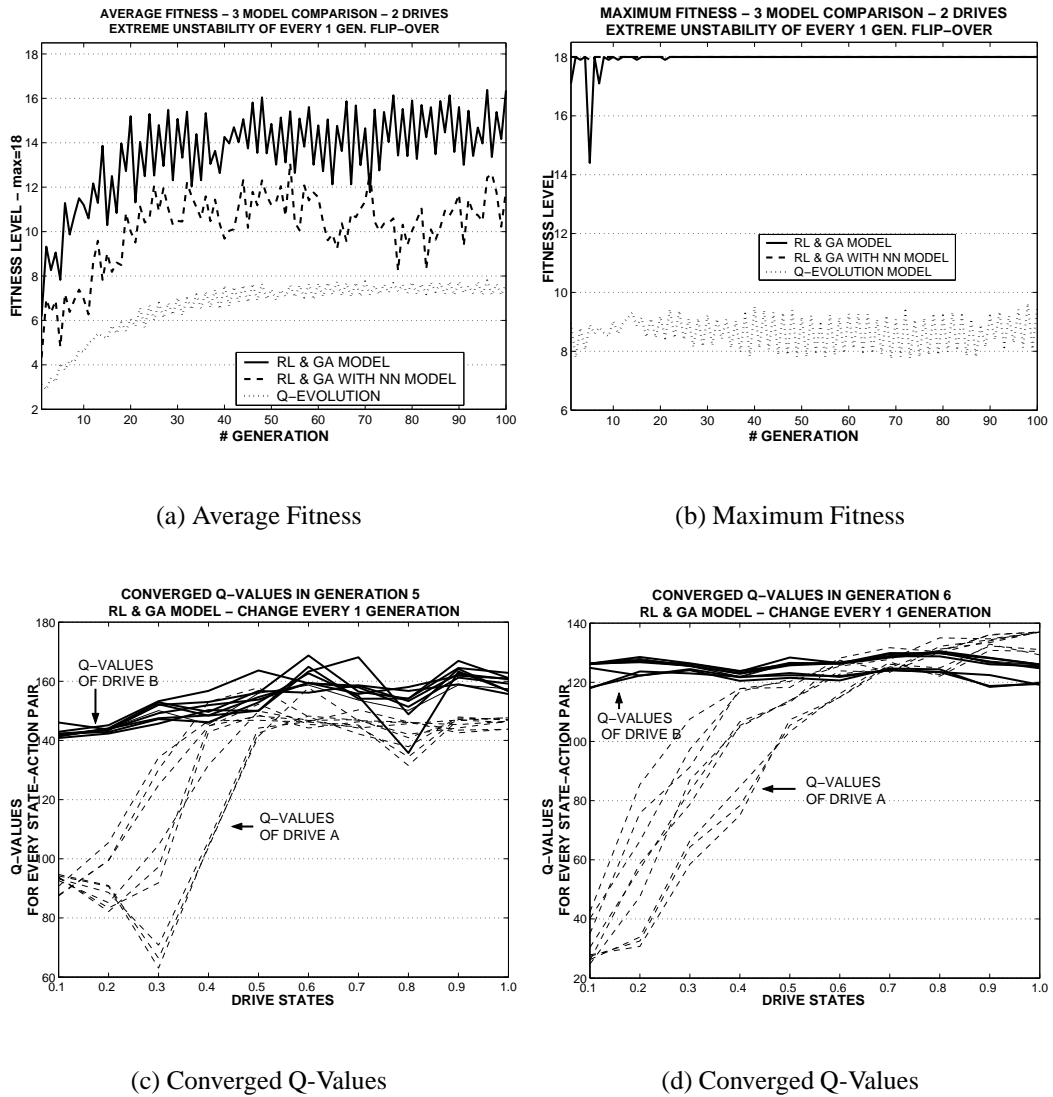 AVERAGE FITNESS – 3 MODEL COMPARISON – 2 DRIVES
EXTREME UNSTABILITY OF EVERY 1 GEN. FLIP–OVER
FITNESS LEVEL – max=18
18
16
14
12
10
8
6
4
2
10 20 30 40 50 60 70 80 90 100
# GENERATION
RL & GA MODEL
RL & GA WITH NN MODEL
Q–EVOLUTION
(a) Average Fitness
MAXIMUM FITNESS – 3 MODEL COMPARISON – 2 DRIVES
EXTREME UNSTABILITY OF EVERY 1 GEN. FLIP–OVER
FITNESS LEVEL
18
16
14
12
10
8
6
10 20 30 40 50 60 70 80 90 100
# GENERATION
RL & GA MODEL
RL & GA WITH NN MODEL
Q–EVOLUTION MODEL
(b) Maximum Fitness
CONVERGED Q–VALUES IN GENERATION 5
RL & GA MODEL – CHANGE EVERY 1 GENERATION
Q–VALUES
FOR EVERY STATE–ACTION PAIR
180
160
140
120
100
80
60
0.1 0.2 0.3 0.4 0.5 0.6 0.7 0.8 0.9 1.0
DRIVE STATES
Q–VALUES
OF DRIVE B
Q–VALUES
OF DRIVE A
(c) Converged Q-Values
CONVERGED Q–VALUES IN GENERATION 6
RL & GA MODEL – CHANGE EVERY 1 GENERATION
Q–VALUES
FOR EVERY STATE–ACTION PAIR
140
120
100
80
60
40
20
0.1 0.2 0.3 0.4 0.5 0.6 0.7 0.8 0.9 1.0
DRIVE STATES
Q–VALUES
OF DRIVE B
Q–VALUES
OF DRIVE A
(d) Converged Q-Values